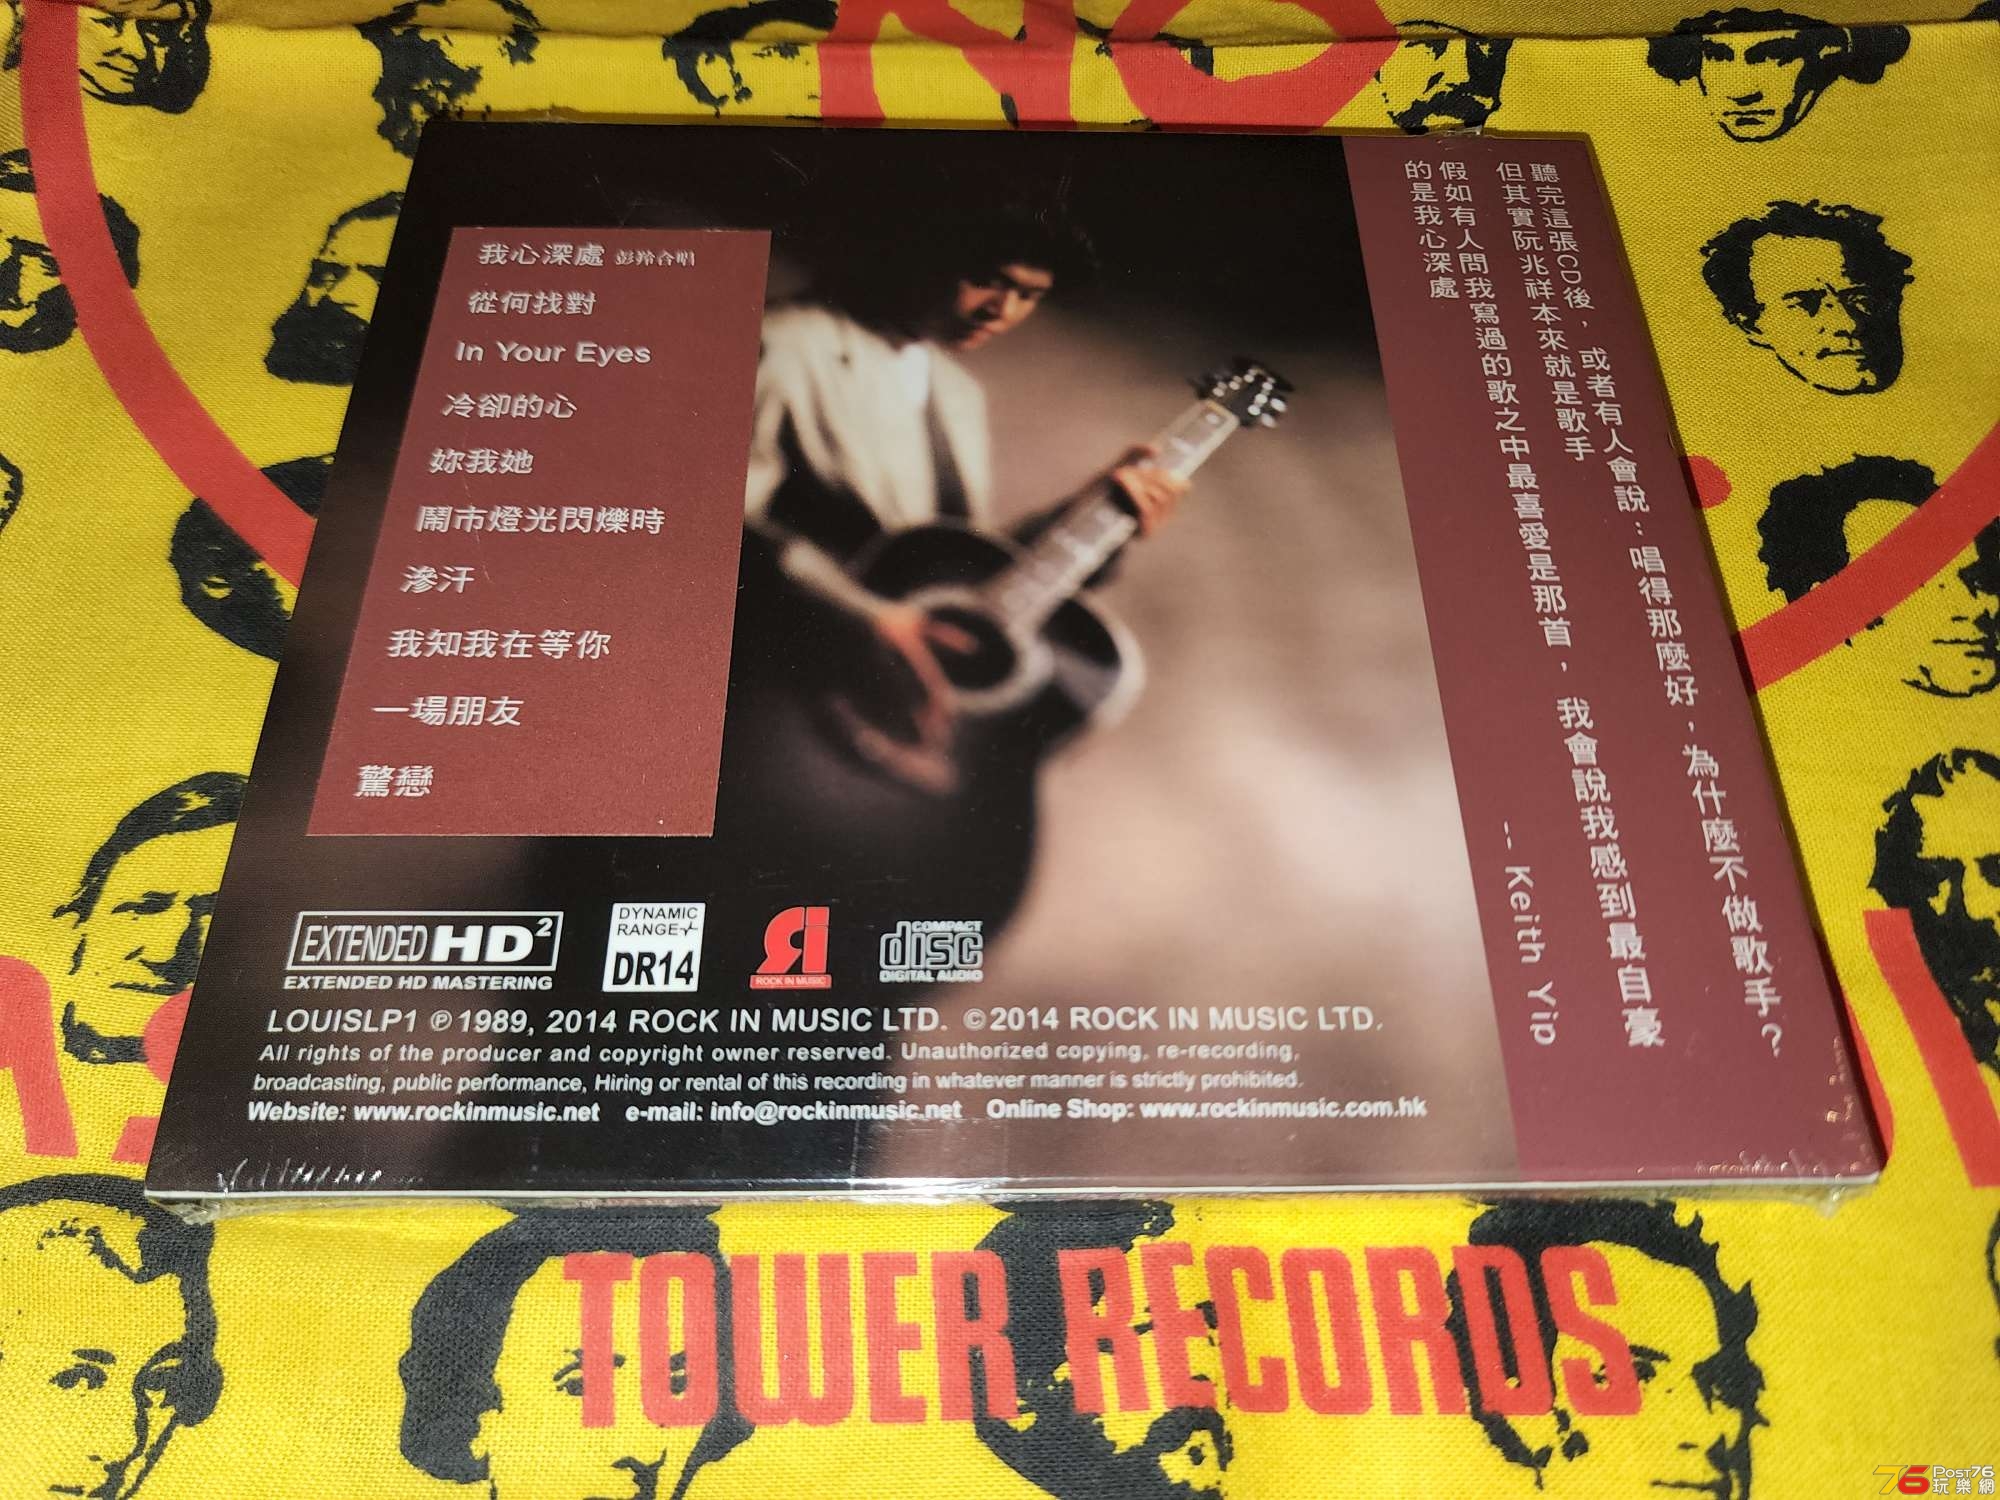 NO
我心深處 彭羚合唱
從何找對
In Your Eyes
冷卻的心
妳我她
鬧市燈光閃爍時
滲汗
我知我在等你
一場朋友
驚戀
聽完這張CD後，或者有人會說：唱得那麼好，為什麼不做歌手？
但其實阮兆祥本來就是歌手
假如有人問我寫過的歌之中最喜愛是那首，我會說我感到最自豪
的是我心深處
-- Keith Yip
EXTENDED HD2
EXTENDED HD MASTERING
DYNAMIC
RANGE
DR14
RI
ROCK IN MUSIC
COMPACT
disc
DIGITAL AUDIO
LOUISLP1 ℗1989, 2014 ROCK IN MUSIC LTD. ©2014 ROCK IN MUSIC LTD.
All rights of the producer and copyright owner reserved. Unauthorized copying, re-recording,
broadcasting, public performance, Hiring or rental of this recording in whatever manner is strictly prohibited.
Website: www.rockinmusic.net e-mail: info@rockinmusic.net Online Shop: www.rockinmusic.com.hk
TOWER RECORDS
76 POST76
玩樂網